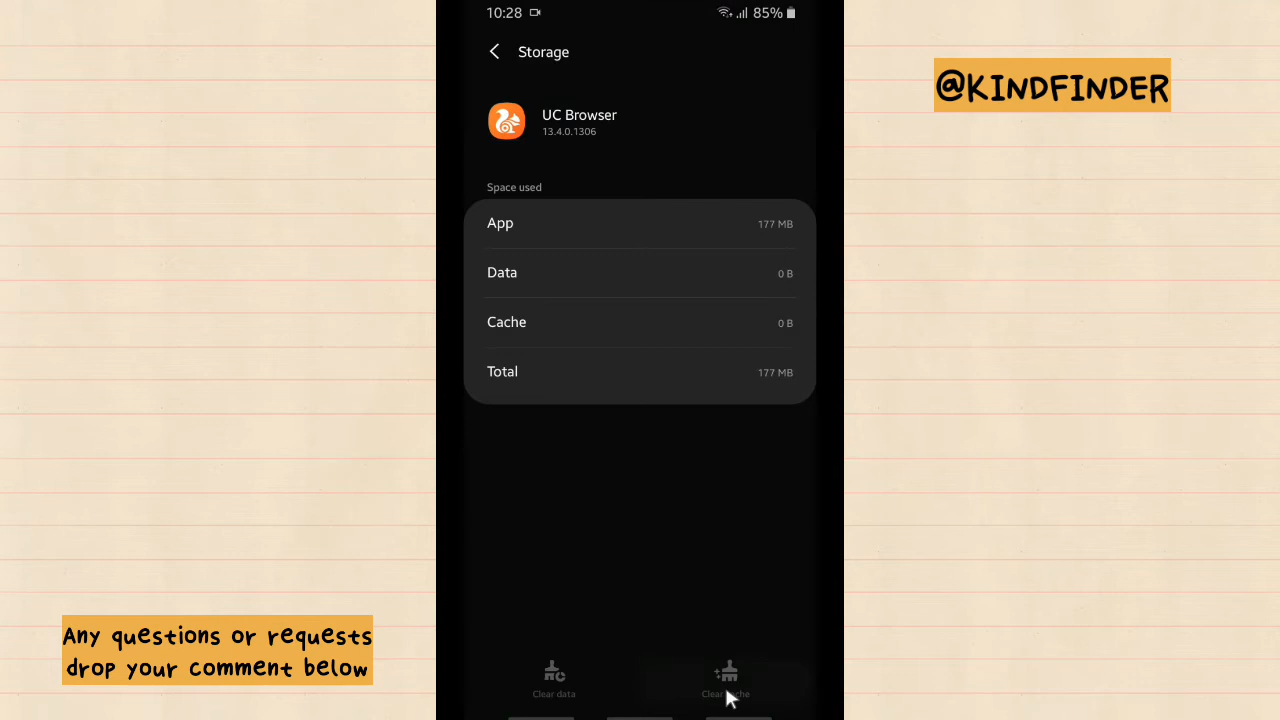 10:28
85%
Storage
@KINDFINDER
UC Browser
13.4.0.1306
Space used
App
177 MB
Data
0 B
Cache
0 B
Total
177 MB
Any questions or requests
drop your comment below
Clear data
Clear cache